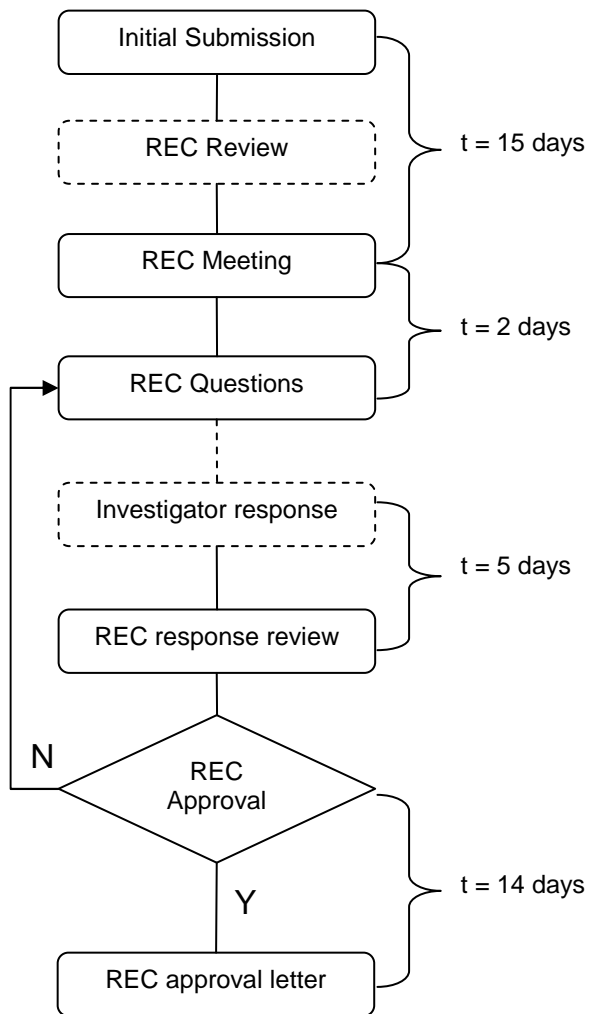 Initial Submission
REC Review
t = 15 days
REC Meeting
t = 2 days
REC Questions
Investigator response
t = 5 days
REC response review
N
REC
Approval
t = 14 days
Y
REC approval letter